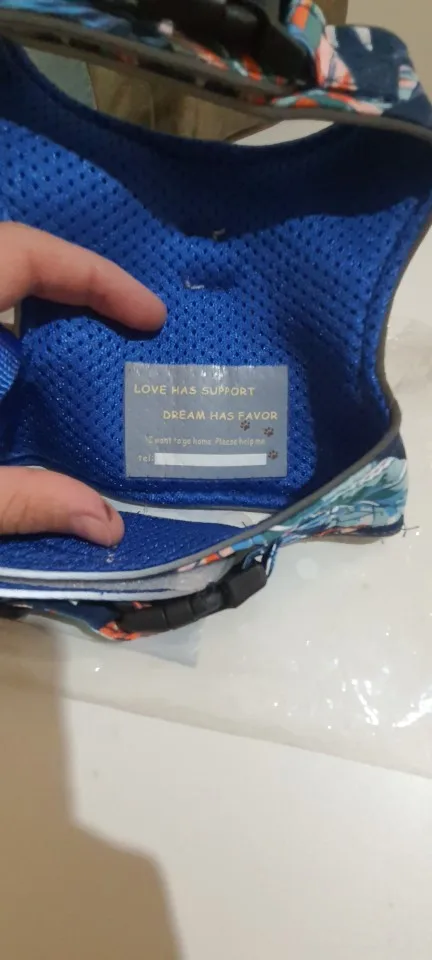 LOVE HAS SUPPORT
DREAM HAS FAVOR
I want to go home. Please help me
tel: